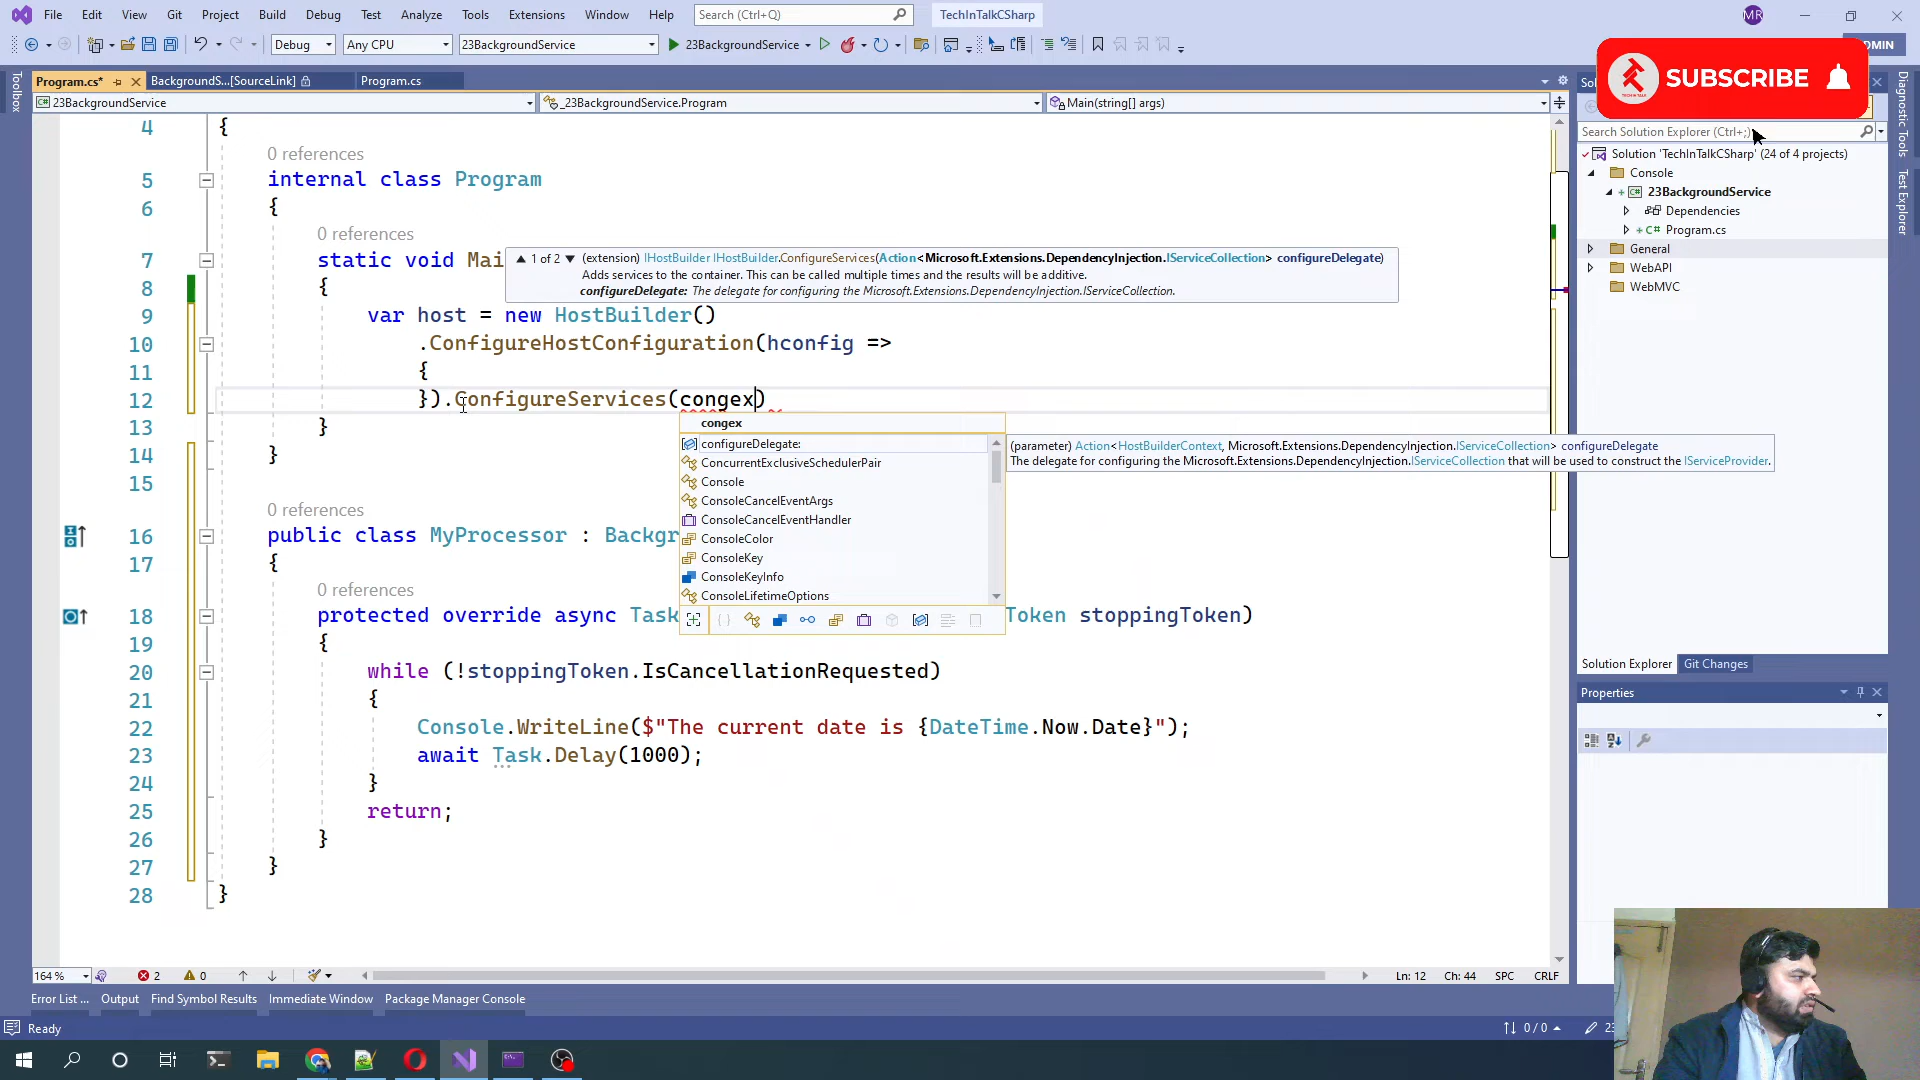 File Edit View Git Project Build Debug Test Analyze Tools Extensions Window Help Search (Ctrl+Q) TechInTalkCSharp MR
Debug Any CPU 23BackgroundService 23BackgroundService
SUBSCRIBE
Program.cs* BackgroundS...[SourceLink] Program.cs
23BackgroundService _23BackgroundService.Program Main(string[] args)
4 {
0 references
5 internal class Program
6 {
0 references
7 static void Mai
8 {
9 var host = new HostBuilder()
10 .ConfigureHostConfiguration(hconfig =>
11 {
12 }).ConfigureServices(congex)
13 }
14 }
15
0 references
16 public class MyProcessor : Backgr
17 {
0 references
18 protected override async Task Token stoppingToken)
19 {
20 while (!stoppingToken.IsCancellationRequested)
21 {
22 Console.WriteLine($"The current date is {DateTime.Now.Date}");
23 await Task.Delay(1000);
24 }
25 return;
26 }
27 }
28 }
1 of 2 (extension) IHostBuilder IHostBuilder.ConfigureServices(Action<Microsoft.Extensions.DependencyInjection.IServiceCollection> configureDelegate)
Adds services to the container. This can be called multiple times and the results will be additive.
configureDelegate: The delegate for configuring the Microsoft.Extensions.DependencyInjection.IServiceCollection.
congex
configureDelegate:
ConcurrentExclusiveSchedulerPair
Console
ConsoleCancelEventArgs
ConsoleCancelEventHandler
ConsoleColor
ConsoleKey
ConsoleKeyInfo
ConsoleLifetimeOptions
(parameter) Action<HostBuilderContext, Microsoft.Extensions.DependencyInjection.IServiceCollection> configureDelegate
The delegate for configuring the Microsoft.Extensions.DependencyInjection.IServiceCollection that will be used to construct the IServiceProvider.
Toolbox
Search Solution Explorer (Ctrl+;)
Solution 'TechInTalkCSharp' (24 of 4 projects)
Console
23BackgroundService
Dependencies
Program.cs
General
WebAPI
WebMVC
Solution Explorer Git Changes
Properties
Diagnostic Tools
Test Explorer
164 % 2 0 Ln: 12 Ch: 44 SPC CRLF
Error List ... Output Find Symbol Results Immediate Window Package Manager Console
Ready 0 / 0